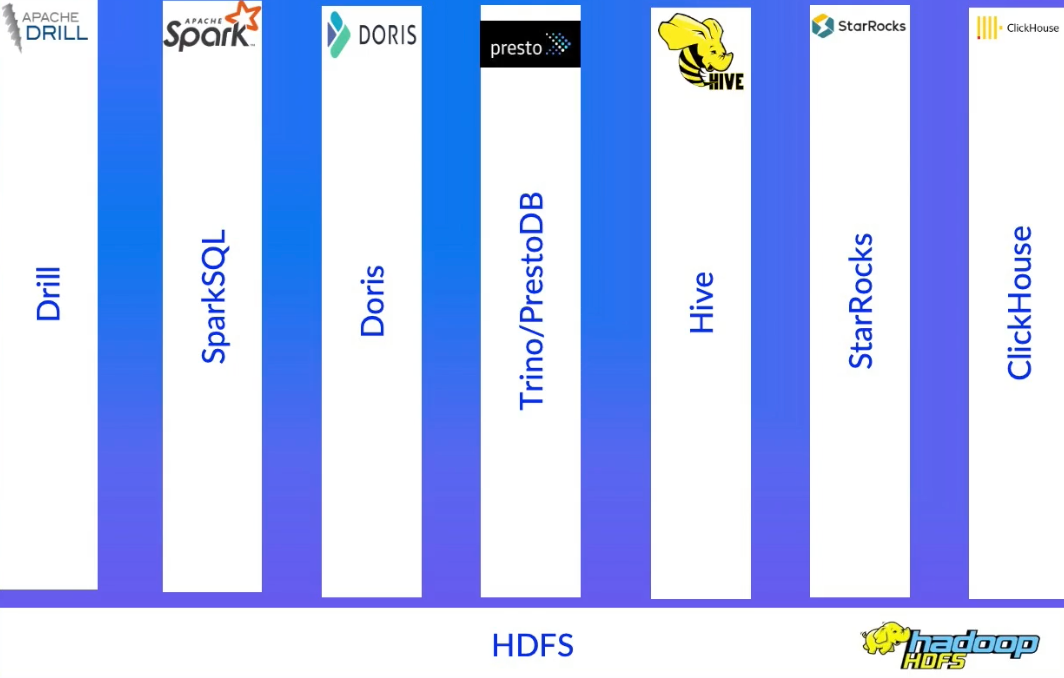 APACHE
DRILL
APACHE
Spark
DORIS
presto
HIVE
StarRocks
ClickHouse
Drill
SparkSQL
Doris
Trino/PrestoDB
Hive
StarRocks
ClickHouse
HDFS
hadoop
HDFS